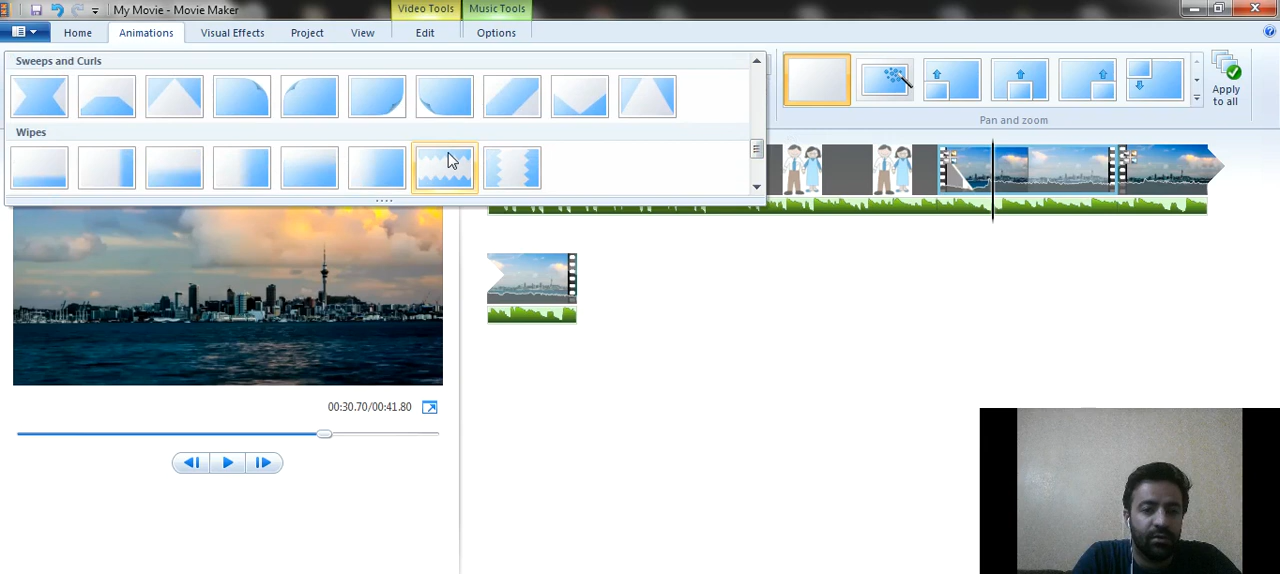 My Movie - Movie Maker
Video Tools
Music Tools
Home
Animations
Visual Effects
Project
View
Edit
Options
Sweeps and Curls
Wipes
Apply
to all
Pan and zoom
00:30.70/00:41.80